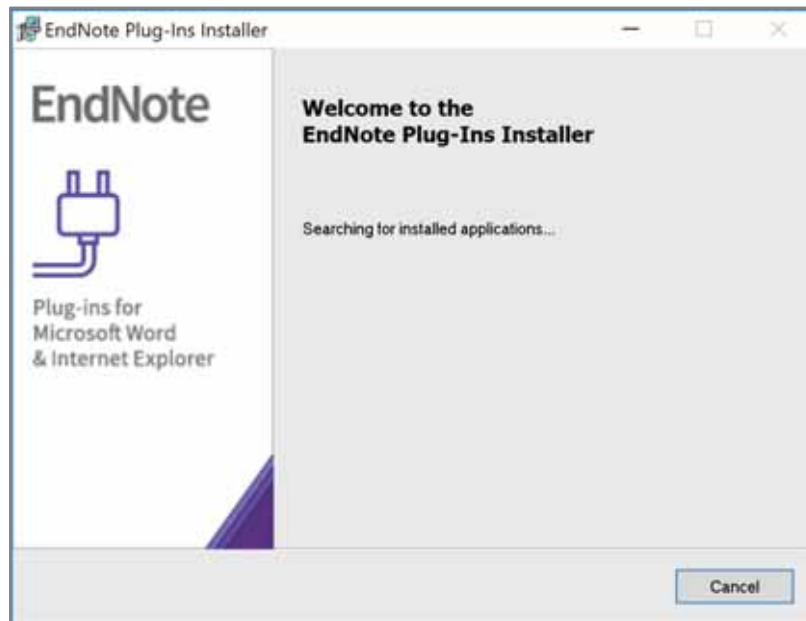 EndNote Plug-Ins Installer
EndNote
Plug-ins for
Microsoft Word
& Internet Explorer
Welcome to the
EndNote Plug-Ins Installer
Searching for installed applications...
Cancel